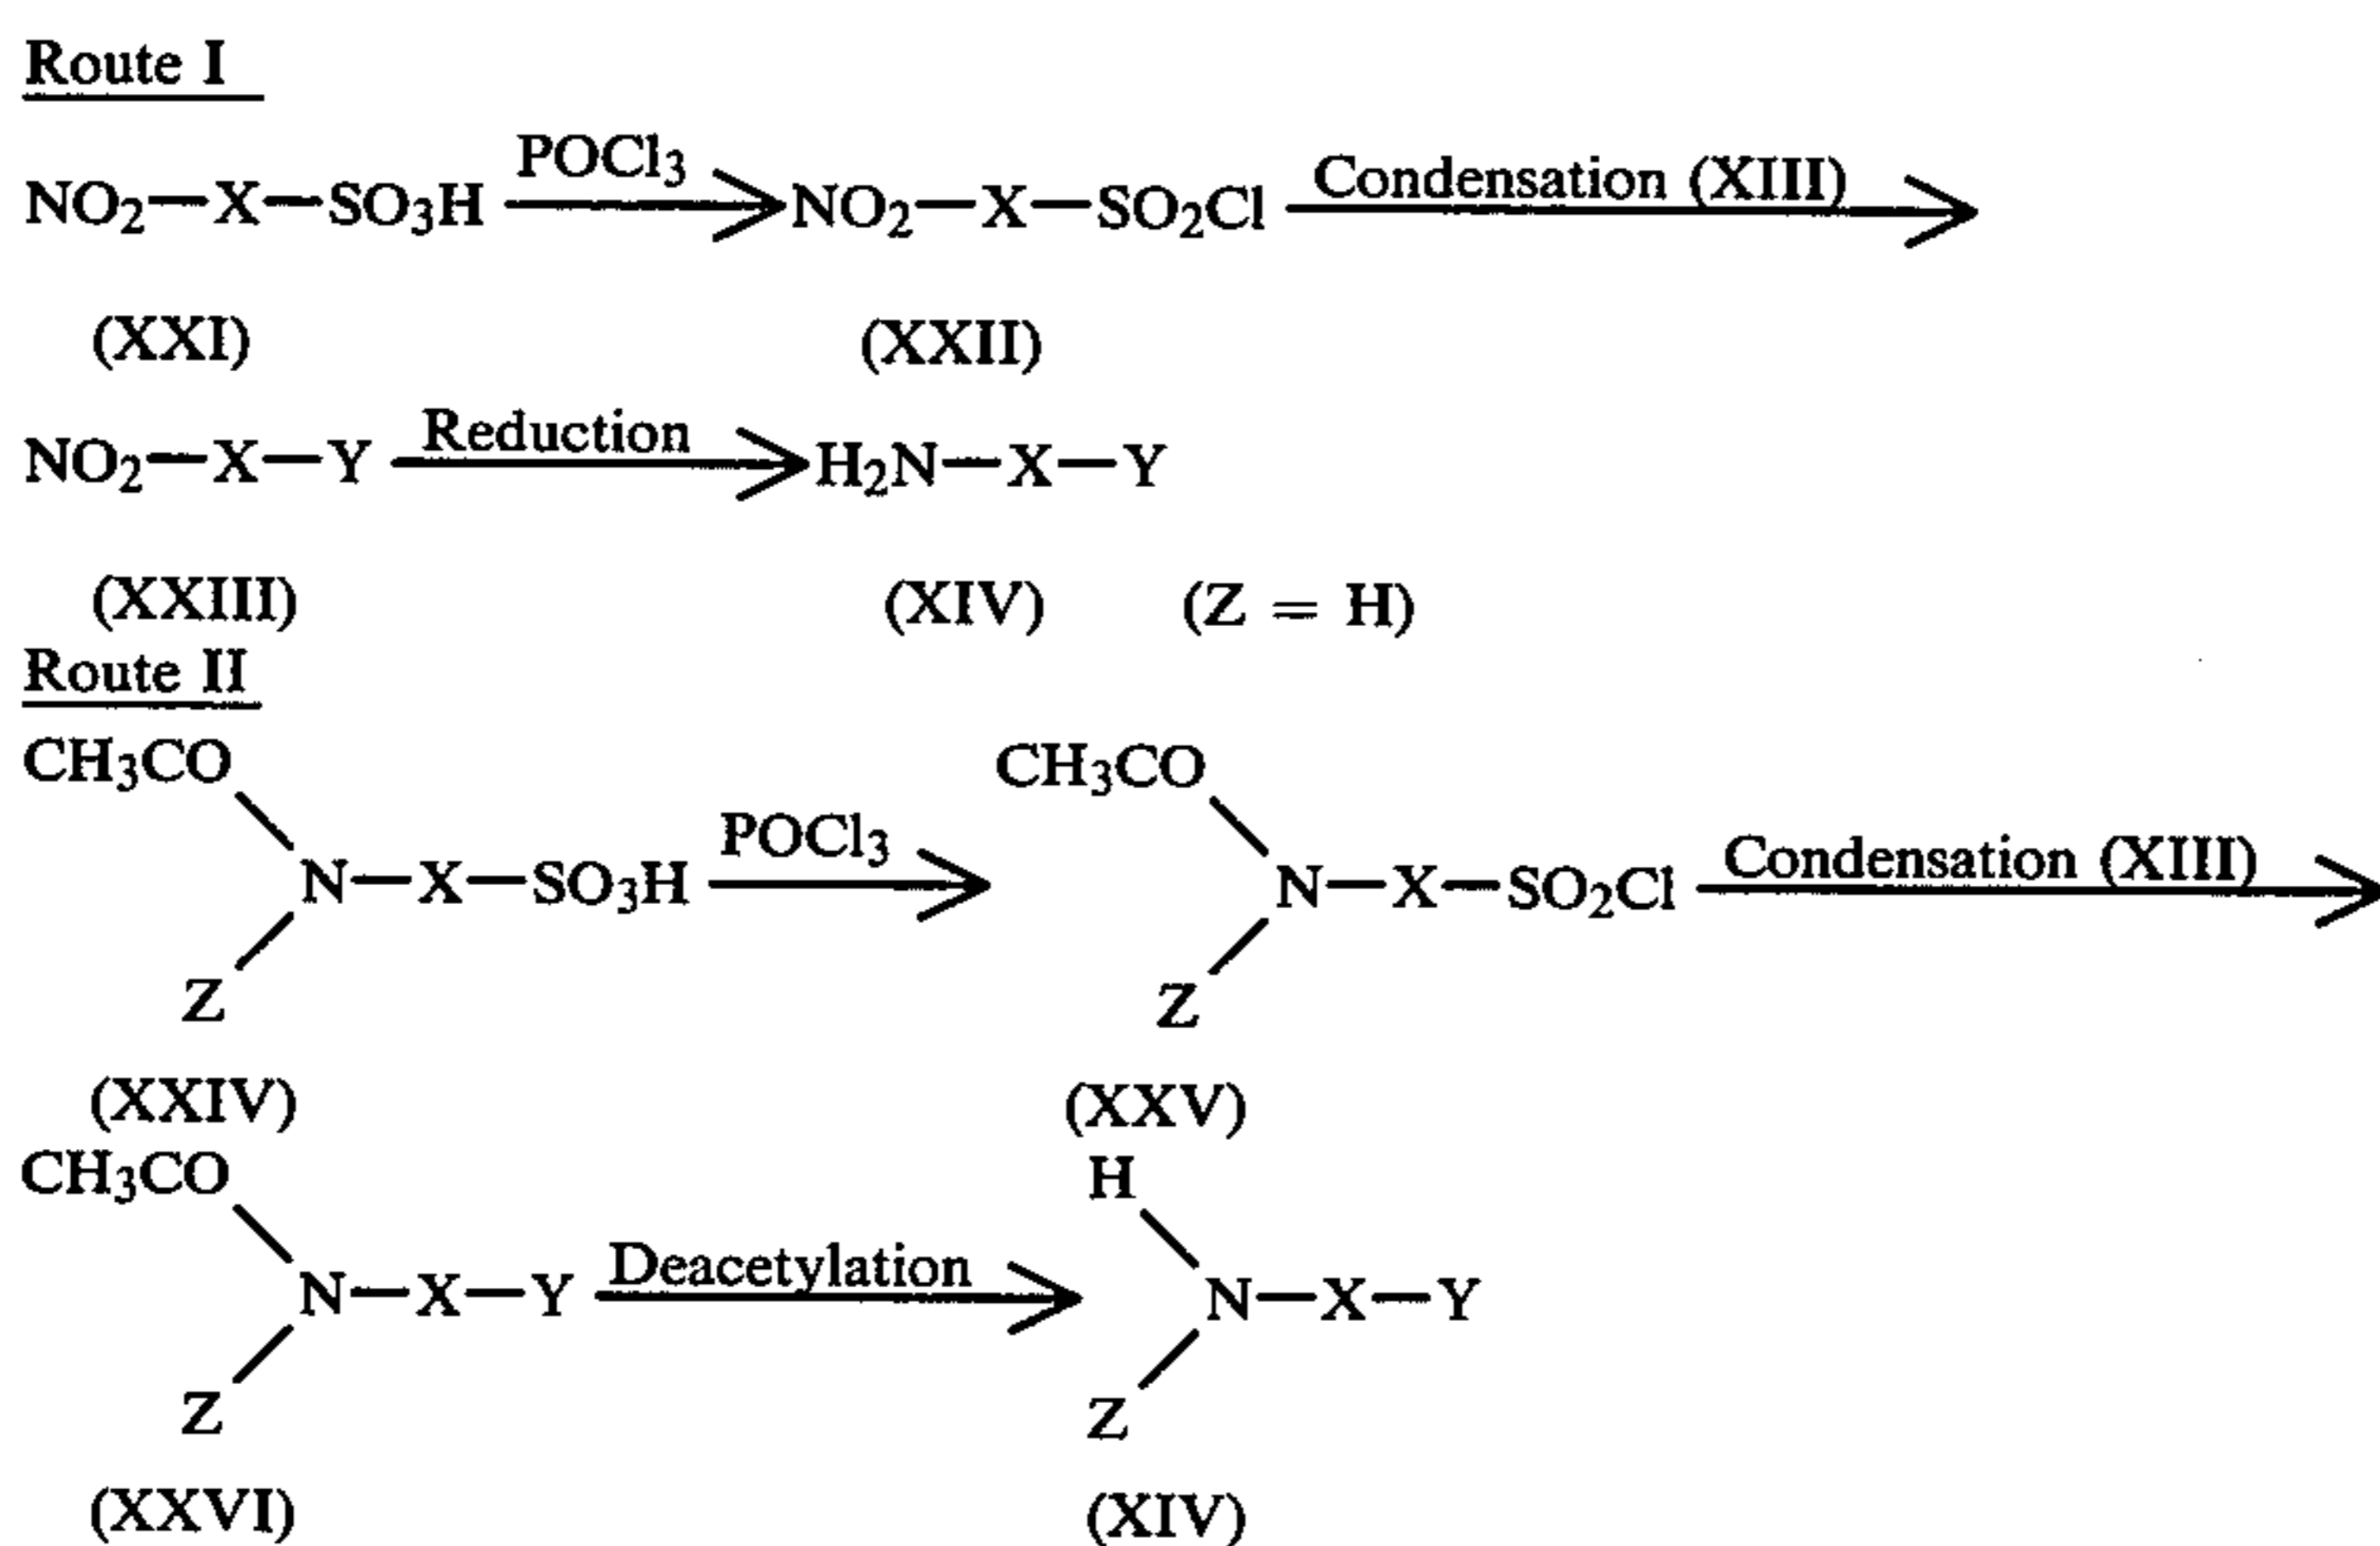 Route I
NO2—X—SO3H POCl3 NO2—X—SO2Cl Condensation (XIII)
(XXI) (XXII)
NO2—X—Y Reduction H2N—X—Y
(XXIII) (XIV) (Z = H)
Route II
CH3CO CH3CO
N—X—SO3H POCl3 N—X—SO2Cl Condensation (XIII)
Z Z
(XXIV) (XXV)
CH3CO H
N—X—Y Deacetylation N—X—Y
Z Z
(XXVI) (XIV)